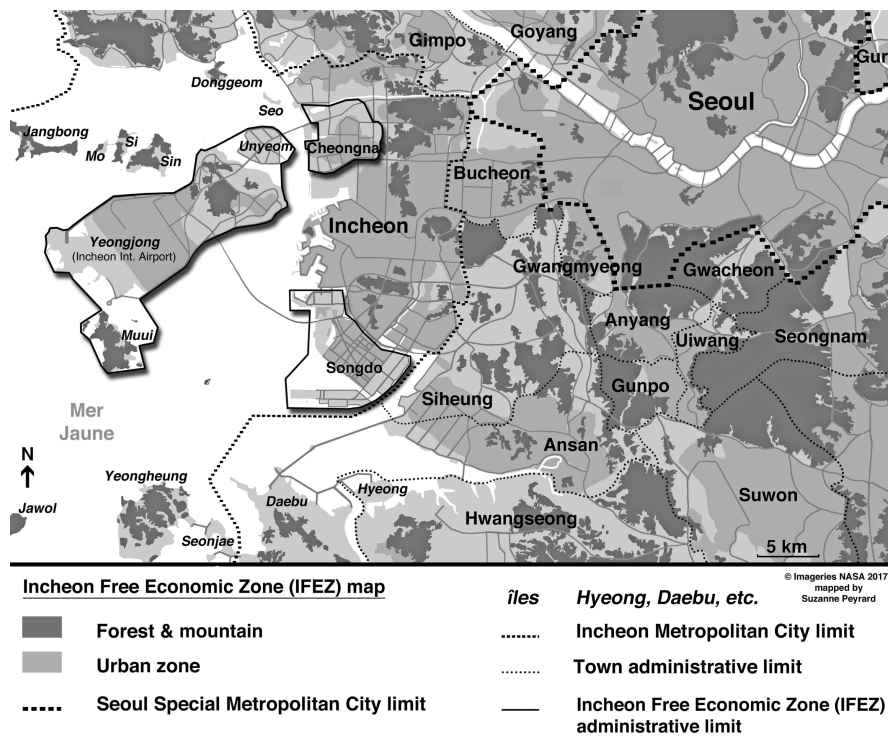 Gimpo
Goyang
Guri
Donggeom
Seo
Seoul
Jangbong
Si
Mo
Sin
Unyeom
Cheongna
Bucheon
Incheon
Yeongjong
(Incheon Int. Airport)
Gwangmyeong
Gwacheon
Muui
Anyang
Uiwang
Seongnam
Songdo
Gunpo
Siheung
Mer
Jaune
Ansan
N
Yeongheung
Daebu
Hyeong
Suwon
Jawol
Seonjae
Hwangseong
5 km
Incheon Free Economic Zone (IFEZ) map
Forest & mountain
Urban zone
Seoul Special Metropolitan City limit
îles
Hyeong, Daebu, etc.
Incheon Metropolitan City limit
Town administrative limit
Incheon Free Economic Zone (IFEZ)
administrative limit
© Imageries NASA 2017
mapped by
Suzanne Peyrard